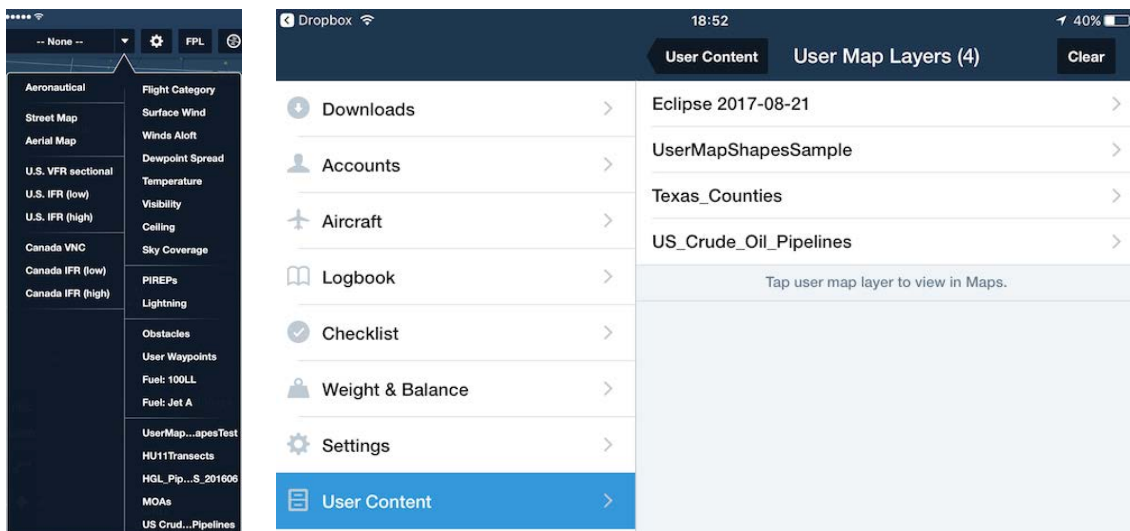 -- None --
FPL
Aeronautical
Street Map
Aerial Map
U.S. VFR sectional
U.S. IFR (low)
U.S. IFR (high)
Canada VNC
Canada IFR (low)
Canada IFR (high)
Flight Category
Surface Wind
Winds Aloft
Dewpoint Spread
Temperature
Visibility
Ceiling
Sky Coverage
PIREPs
Lightning
Obstacles
User Waypoints
Fuel: 100LL
Fuel: Jet A
UserMap...apesTest
HU11Transects
HGL_Pip...S_201606
MOAs
US Crud...Pipelines
Dropbox
18:52
40%
User Content
User Map Layers (4)
Clear
Downloads
Accounts
Aircraft
Logbook
Checklist
Weight & Balance
Settings
User Content
Eclipse 2017-08-21
UserMapShapesSample
Texas_Counties
US_Crude_Oil_Pipelines
Tap user map layer to view in Maps.